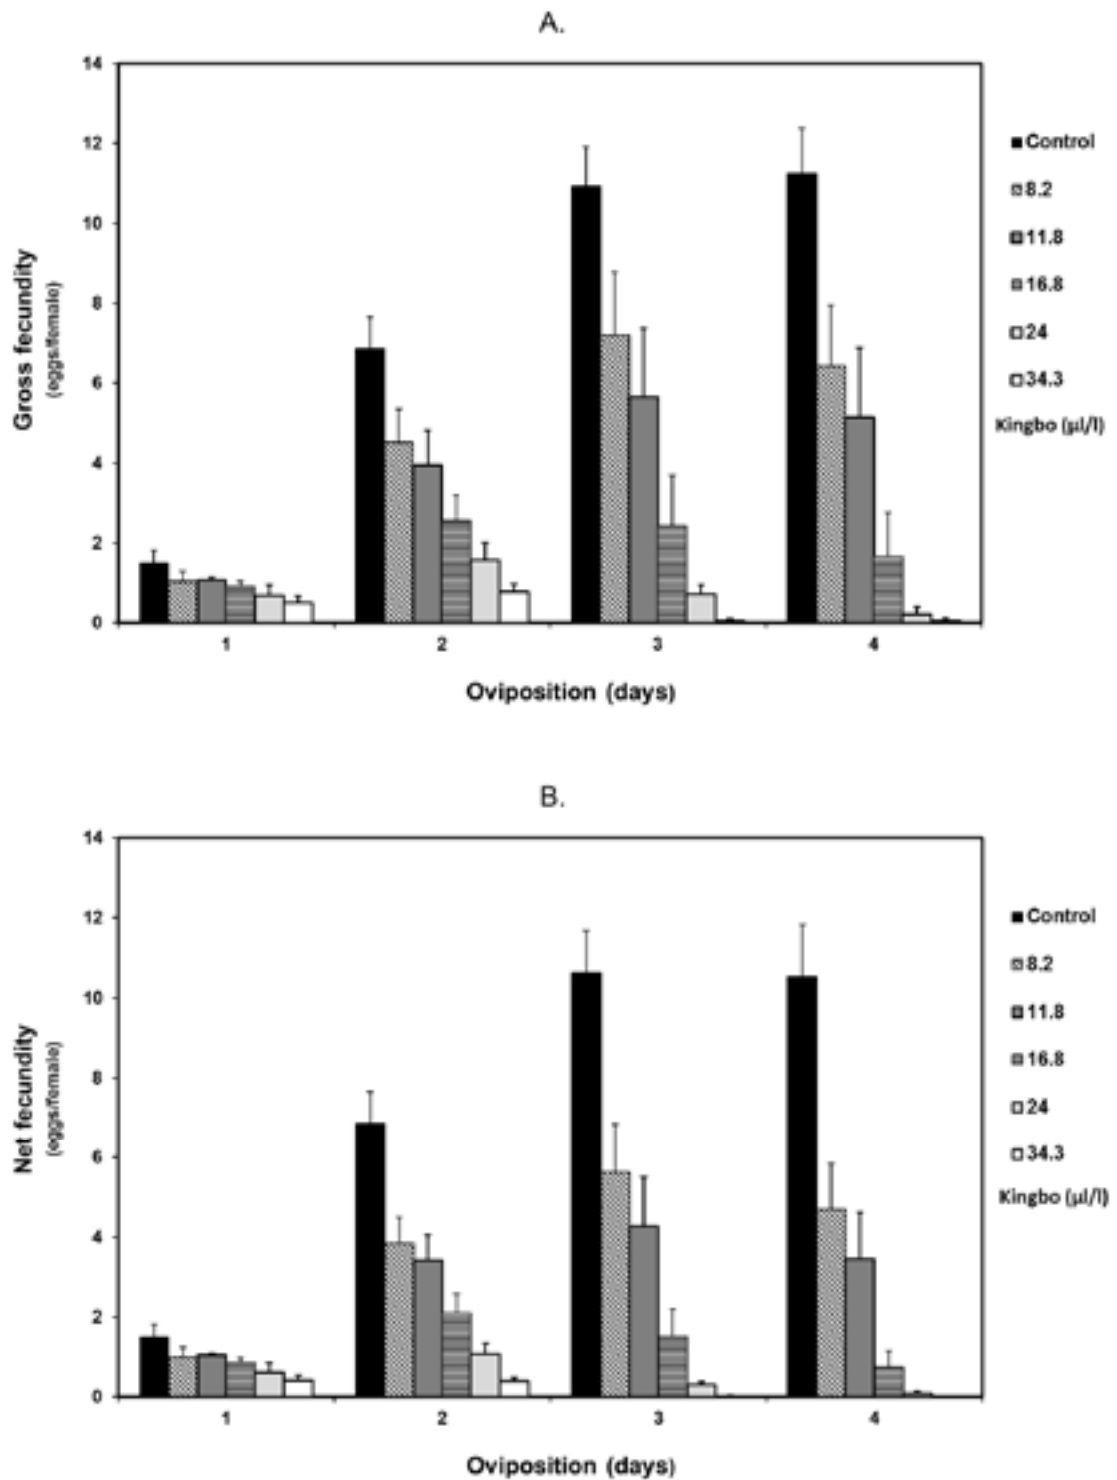 A.
14
12
10
8
6
4
2
0
Gross fecundity
(eggs/female)
1 2 3 4
Oviposition (days)
Control
8.2
11.8
16.8
24
34.3
Kingbo (µl/l)
B.
14
12
10
8
6
4
2
0
Net fecundity
(eggs/female)
1 2 3 4
Oviposition (days)
Control
8.2
11.8
16.8
24
34.3
Kingbo (µl/l)